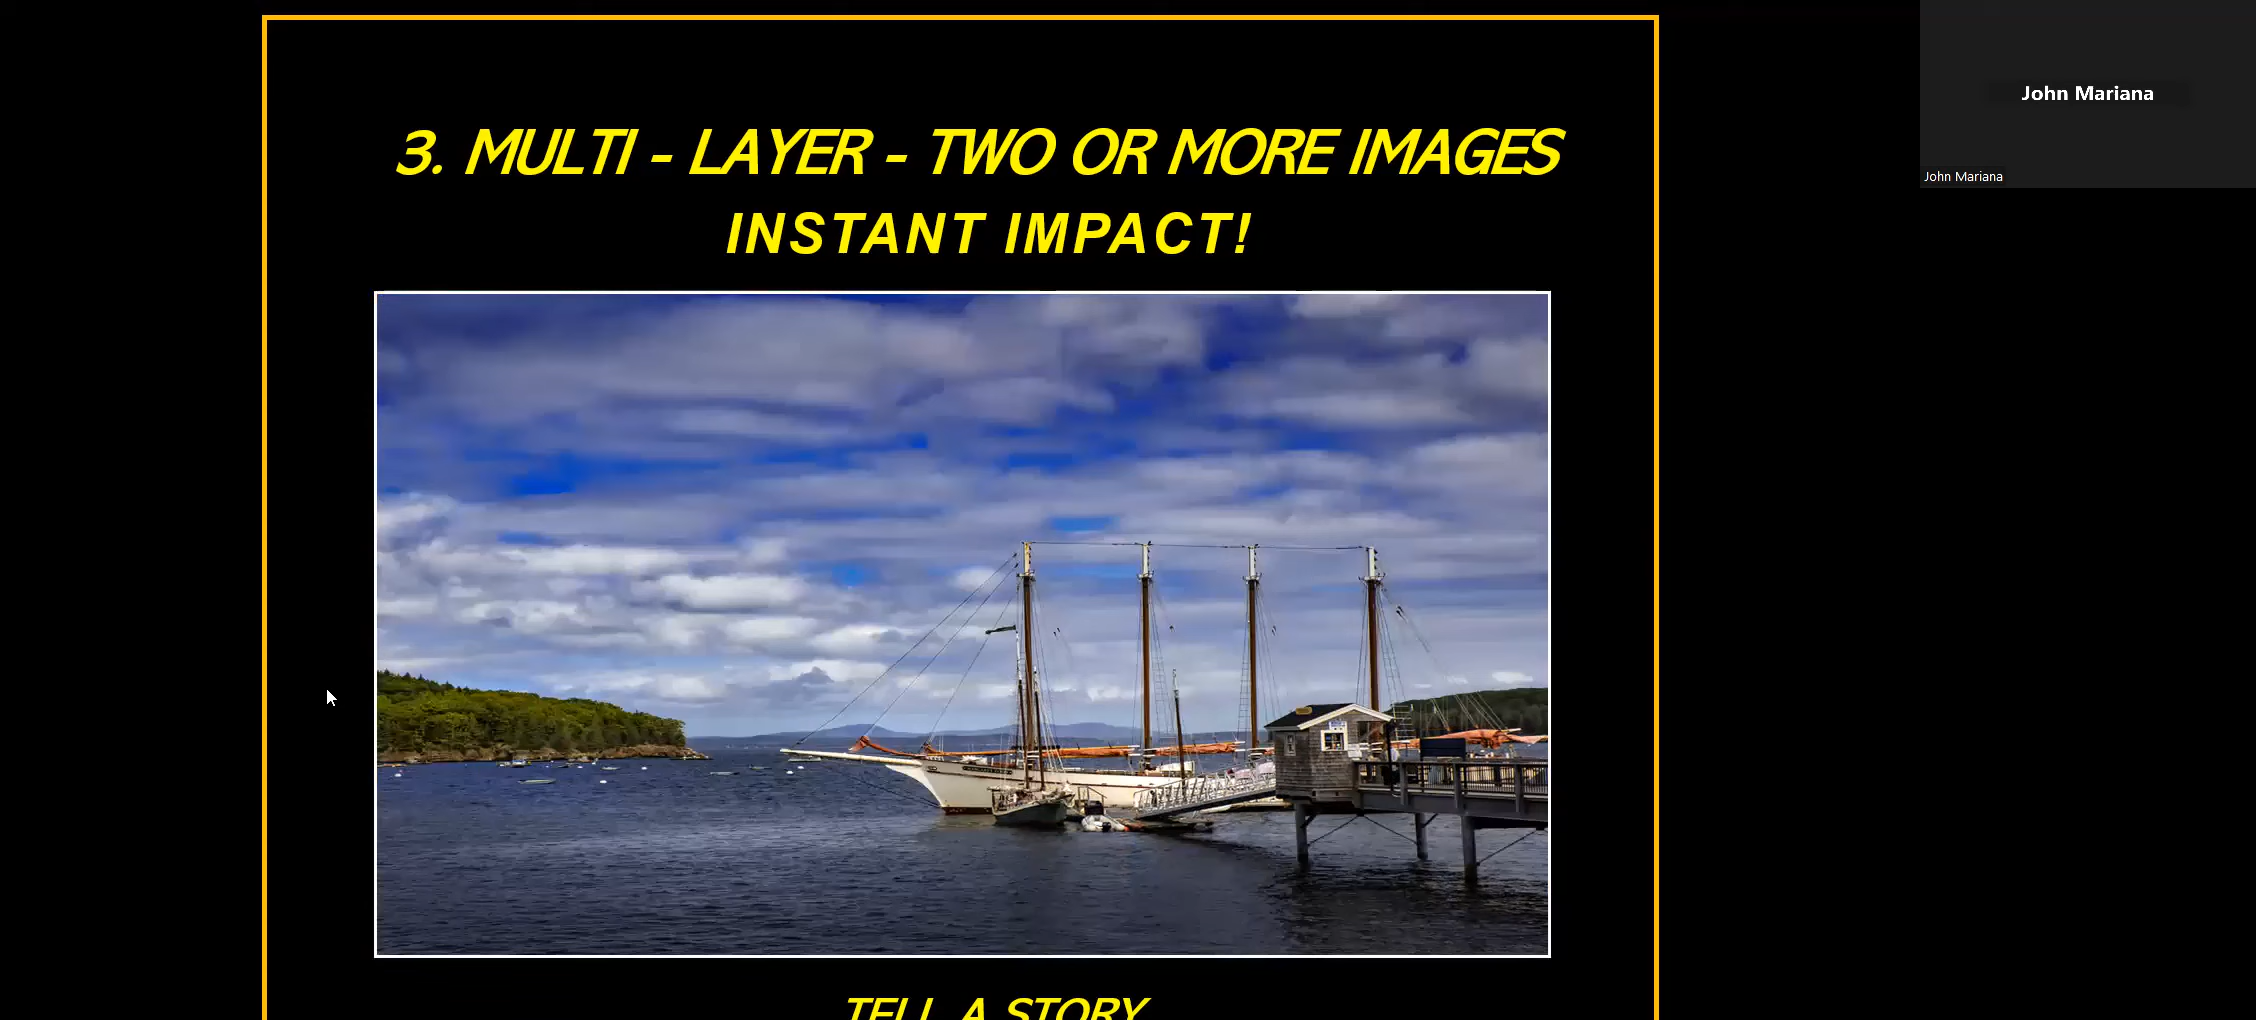 3. MULTI - LAYER - TWO OR MORE IMAGES
INSTANT IMPACT!
TELL A STORY
John Mariana
John Mariana